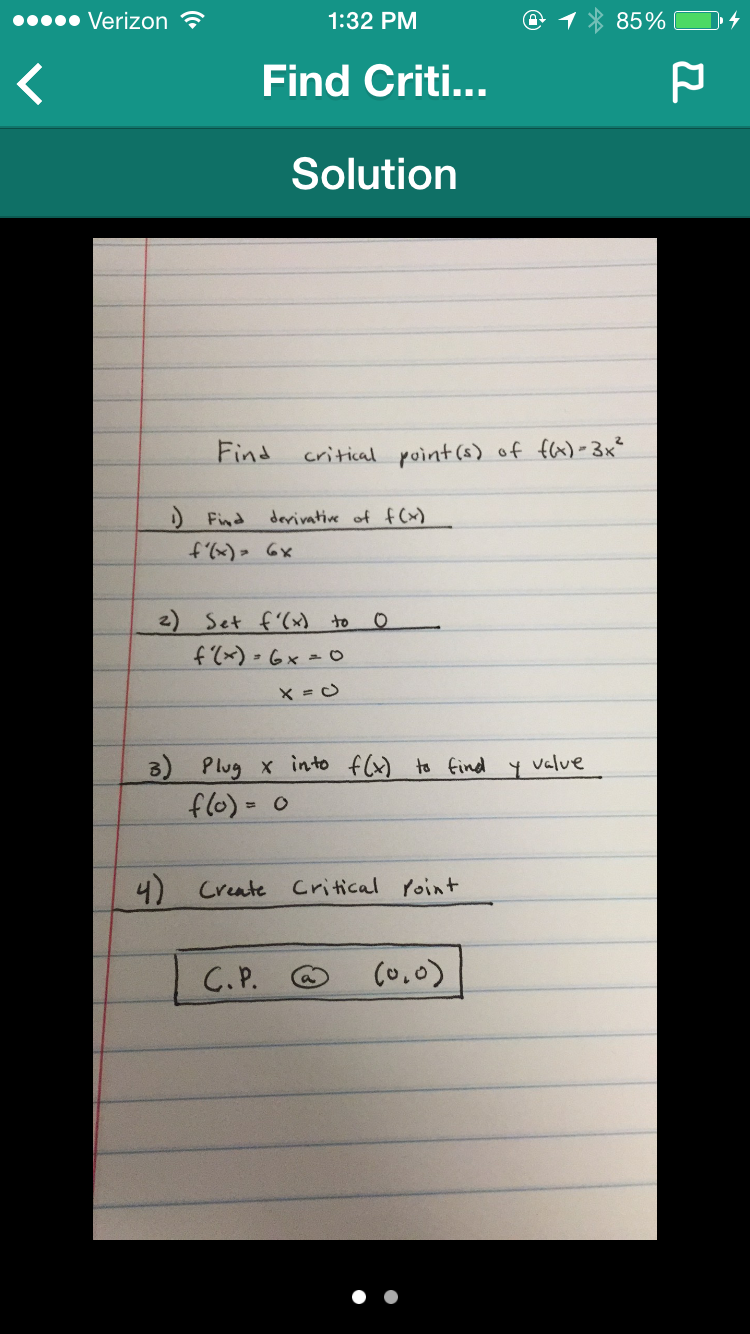 Verizon 1:32 PM 85%
Find Criti...
Solution
Find critical point(s) of f(x)=3x²
1) Find derivative of f(x)
f'(x) = 6x
2) Set f'(x) to 0
f'(x) = 6x = 0
x = 0
3) Plug x into f(x) to find y value
f(0) = 0
4) Create Critical Point
C.P. @ (0,0)